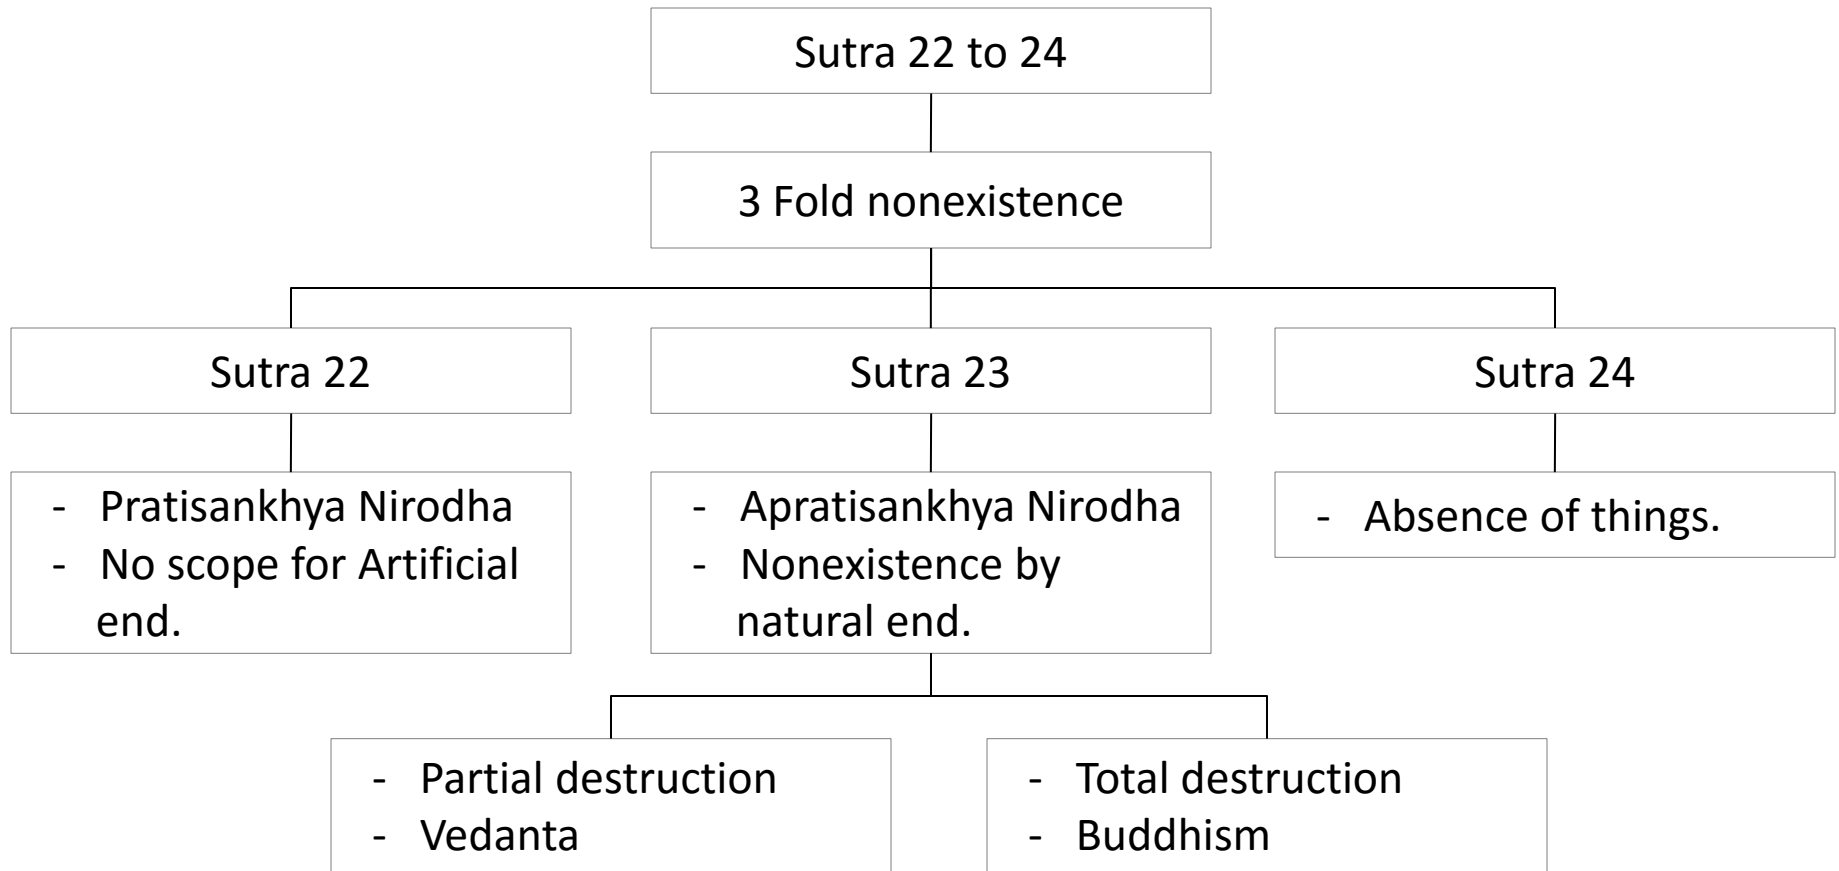 Sutra 22 to 24
3 Fold nonexistence
Sutra 22
Sutra 23
Sutra 24
- Pratisankhya Nirodha
- No scope for Artificial
end.
- Apratisankhya Nirodha
- Nonexistence by
natural end.
- Absence of things.
- Partial destruction
- Vedanta
- Total destruction
- Buddhism